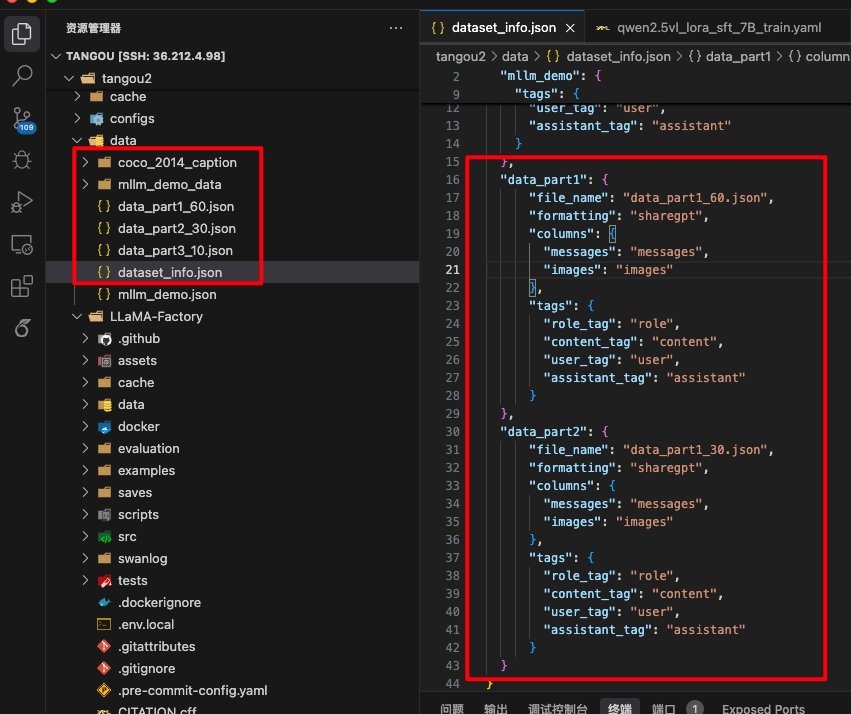 资源管理器
···
TANGOU [SSH: 36.212.4.98]
tangou2
cache
configs
data
coco_2014_caption
mllm_demo_data
{ } data_part1_60.json
{ } data_part2_30.json
{ } data_part3_10.json
{ } dataset_info.json
{ } mllm_demo.json
LLaMA-Factory
.github
assets
cache
data
docker
evaluation
examples
saves
scripts
src
swanlog
tests
.dockerignore
.env.local
.gitattributes
.gitignore
.pre-commit-config.yaml
CITATION.cff
109
{ } dataset_info.json ×
qwen2.5vl_lora_sft_7B_train.yaml
tangou2 > data > { } dataset_info.json > { } data_part1 > { } colum
2 "mllm_demo": {
9 "tags": {
12 "user_tag": "user",
13 "assistant_tag": "assistant"
14 }
15 },
16 "data_part1": {
17 "file_name": "data_part1_60.json",
18 "formatting": "sharegpt",
19 "columns": {
20 "messages": "messages",
21 "images": "images"
22 },
23 "tags": {
24 "role_tag": "role",
25 "content_tag": "content",
26 "user_tag": "user",
27 "assistant_tag": "assistant"
28 }
29 },
30 "data_part2": {
31 "file_name": "data_part1_30.json",
32 "formatting": "sharegpt",
33 "columns": {
34 "messages": "messages",
35 "images": "images"
36 },
37 "tags": {
38 "role_tag": "role",
39 "content_tag": "content",
40 "user_tag": "user",
41 "assistant_tag": "assistant"
42 }
43 }
44 }
问题 输出 调试控制台 终端 端口 1 Exposed Ports